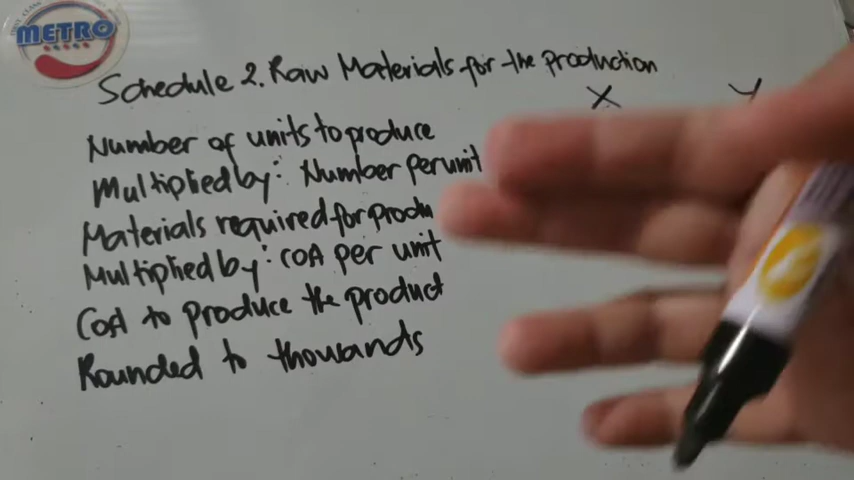 METRO
Schedule 2. Raw Materials for the production
X Y
Number of units to produce
Multiplied by: Number per unit
Materials required for produ
Multiplied by: cost per unit
Cost to produce the product
Rounded to thousands